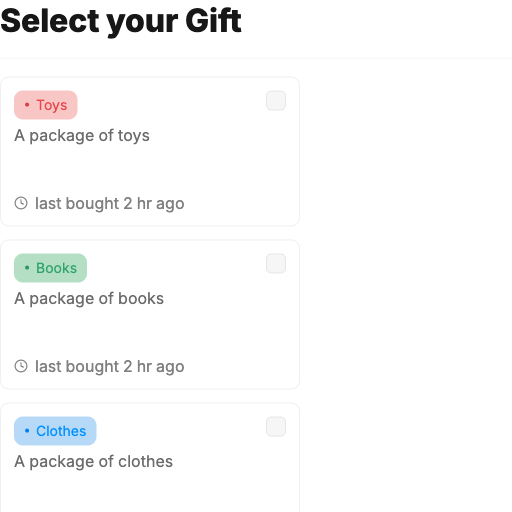 Select your Gift
• Toys
A package of toys
last bought 2 hr ago
• Books
A package of books
last bought 2 hr ago
• Clothes
A package of clothes